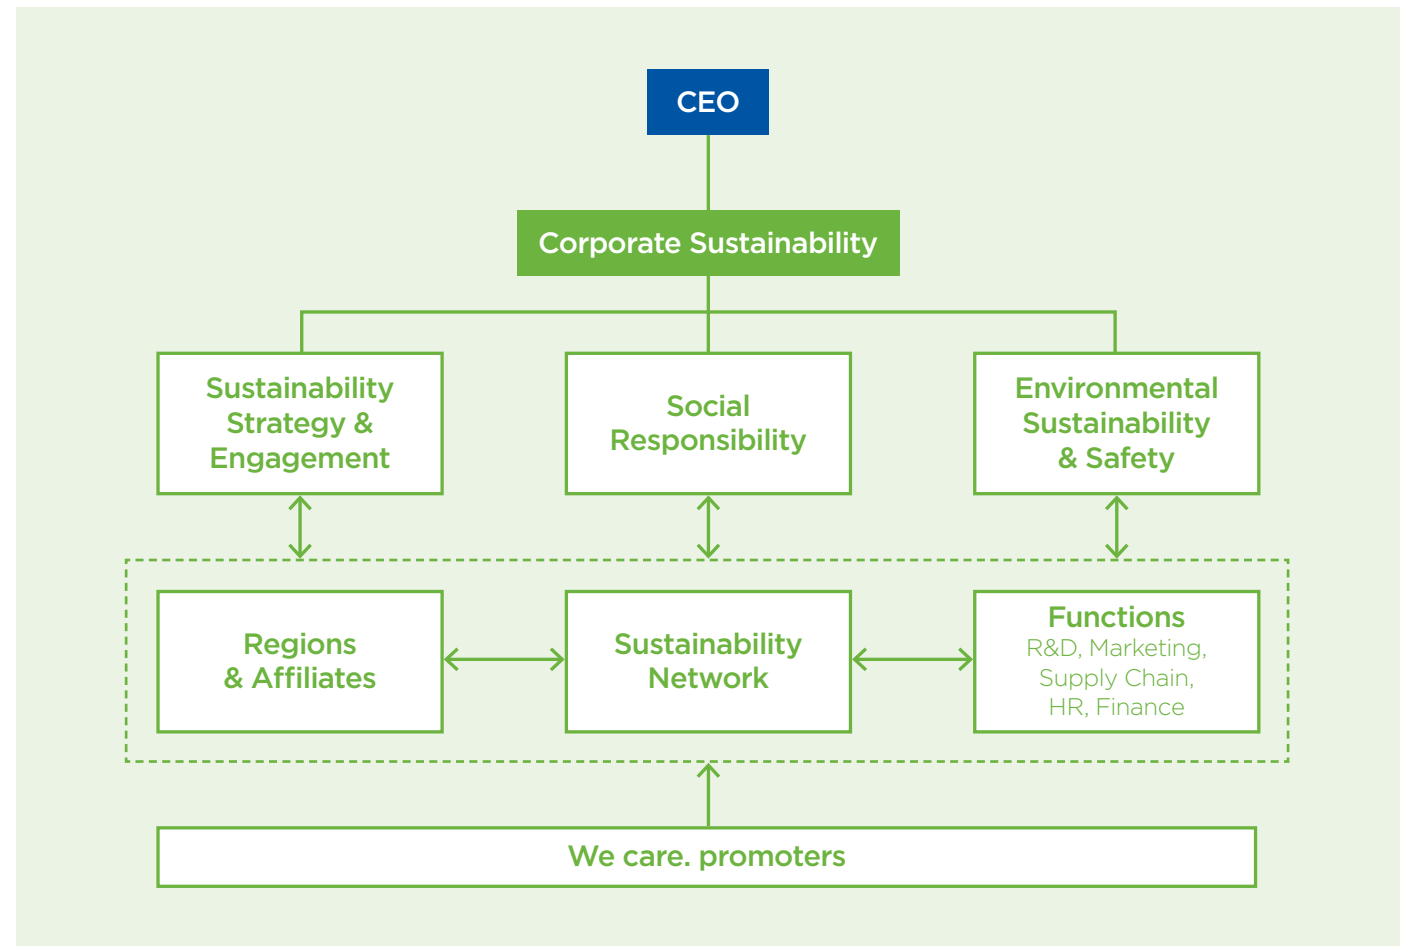 CEO
Corporate Sustainability
Sustainability
Strategy &
Engagement
Social
Responsibility
Environmental
Sustainability
& Safety
Regions
& Affiliates
Sustainability
Network
Functions
R&D, Marketing,
Supply Chain,
HR, Finance
We care. promoters